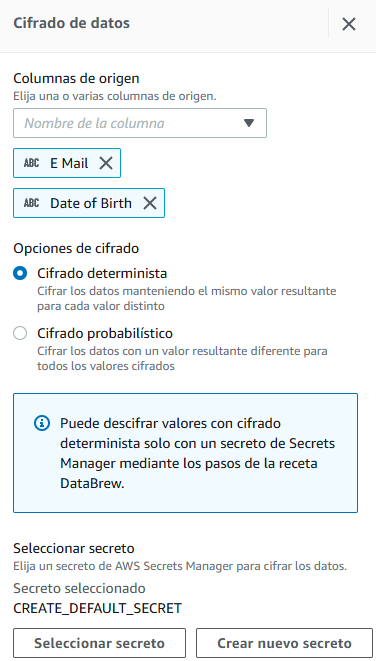 Cifrado de datos
Columnas de origen
Elija una o varias columnas de origen.
Nombre de la columna
ABC E Mail
ABC Date of Birth
Opciones de cifrado
Cifrado determinista
Cifrar los datos manteniendo el mismo valor resultante
para cada valor distinto
Cifrado probabilístico
Cifrar los datos con un valor resultante diferente para
todos los valores cifrados
Puede descifrar valores con cifrado
determinista solo con un secreto de Secrets
Manager mediante los pasos de la receta
DataBrew.
Seleccionar secreto
Elija un secreto de AWS Secrets Manager para cifrar los datos.
Secreto seleccionado
CREATE_DEFAULT_SECRET
Seleccionar secreto Crear nuevo secreto